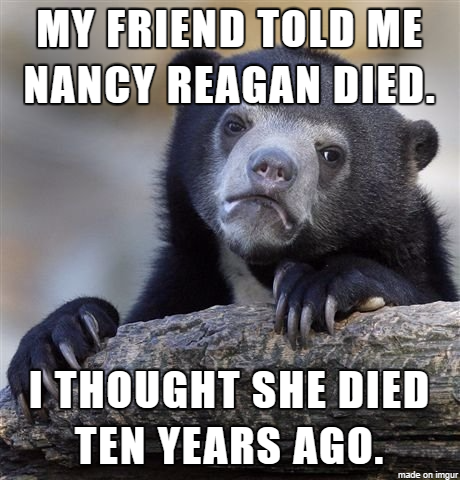 MY FRIEND TOLD ME
NANCY REAGAN DIED.
I THOUGHT SHE DIED
TEN YEARS AGO.
made on imgur